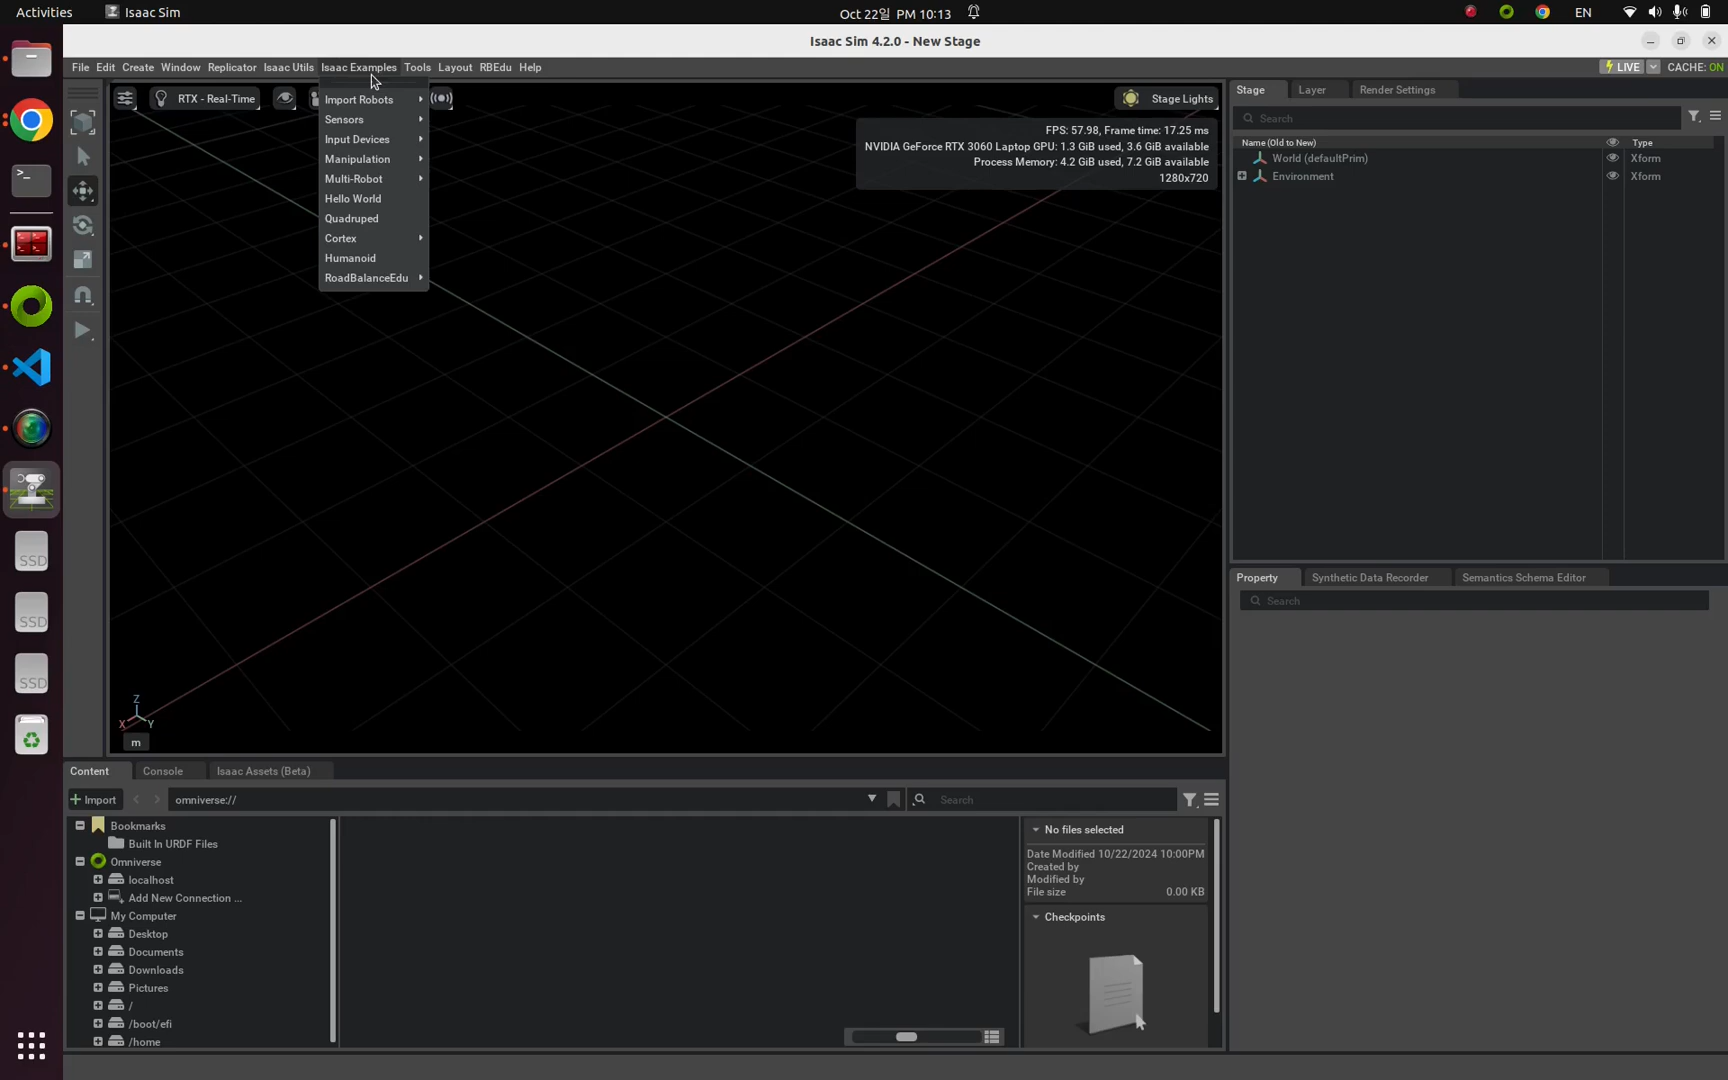 Activities Isaac Sim Oct 22일 PM 10:13 EN
Isaac Sim 4.2.0 - New Stage
File Edit Create Window Replicator Isaac Utils Isaac Examples Tools Layout RBEdu Help LIVE CACHE: ON
RTX - Real-Time Stage Lights
Import Robots
Sensors
Input Devices
Manipulation
Multi-Robot
Hello World
Quadruped
Cortex
Humanoid
RoadBalanceEdu
FPS: 57.98, Frame time: 17.25 ms
NVIDIA GeForce RTX 3060 Laptop GPU: 1.3 GiB used, 3.6 GiB available
Process Memory: 4.2 GiB used, 7.2 GiB available
1280x720
Z
X Y
m
Stage Layer Render Settings
Search
Name (Old to New) Type
World (defaultPrim) Xform
Environment Xform
Property Synthetic Data Recorder Semantics Schema Editor
Search
Content Console Isaac Assets (Beta)
Import omniverse:// Search
Bookmarks
Built In URDF Files
Omniverse
localhost
Add New Connection ...
My Computer
Desktop
Documents
Downloads
Pictures
/
/boot/efi
/home
No files selected
Date Modified 10/22/2024 10:00PM
Created by
Modified by
File size 0.00 KB
Checkpoints
SSD
SSD
SSD